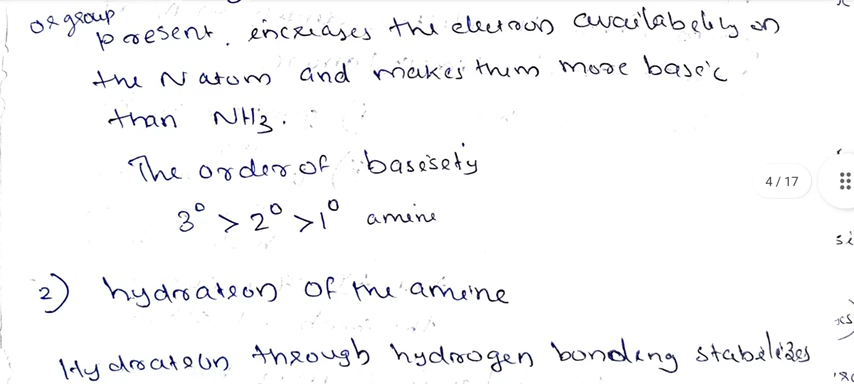 or group
present. increases the electron availability on
the N atom and makes them more basic
than NH3.
The order of basisety
3° > 2° > 1° amine
4 / 17
2) hydration of the amine
Hydration through hydrogen bonding stabilizes